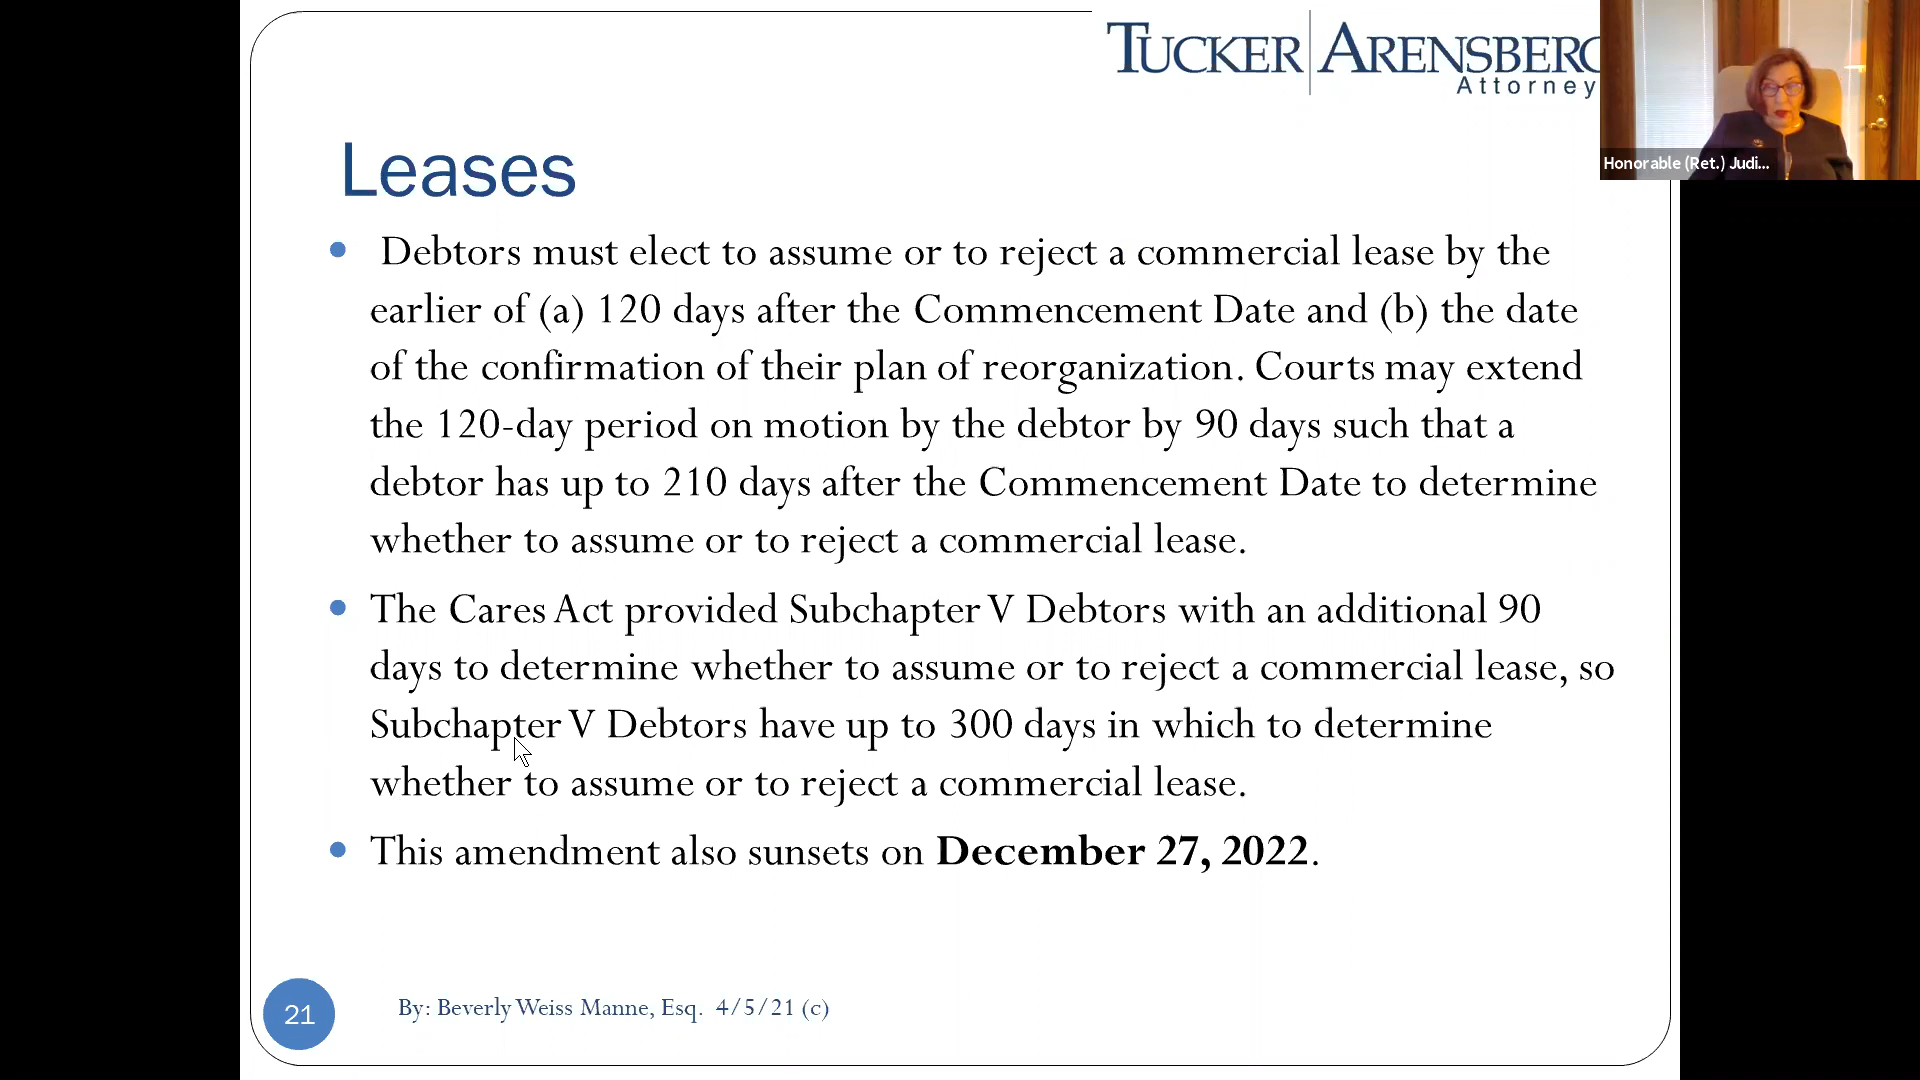 TUCKER ARENSBERG
Attorney
Honorable (Ret.) Judi...
Leases
Debtors must elect to assume or to reject a commercial lease by the
earlier of (a) 120 days after the Commencement Date and (b) the date
of the confirmation of their plan of reorganization. Courts may extend
the 120-day period on motion by the debtor by 90 days such that a
debtor has up to 210 days after the Commencement Date to determine
whether to assume or to reject a commercial lease.
The Cares Act provided Subchapter V Debtors with an additional 90
days to determine whether to assume or to reject a commercial lease, so
Subchapter V Debtors have up to 300 days in which to determine
whether to assume or to reject a commercial lease.
This amendment also sunsets on December 27, 2022.
21
By: Beverly Weiss Manne, Esq. 4/5/21 (c)